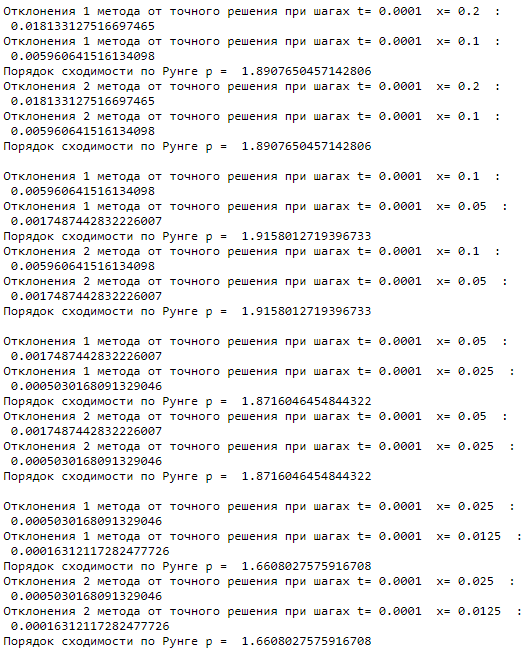 Отклонения 1 метода от точного решения при шагах t= 0.0001  x= 0.2  :
0.018133127516697465
Отклонения 1 метода от точного решения при шагах t= 0.0001  x= 0.1  :
0.005960641516134098
Порядок сходимости по Рунге p =  1.8907650457142806
Отклонения 2 метода от точного решения при шагах t= 0.0001  x= 0.2  :
0.018133127516697465
Отклонения 2 метода от точного решения при шагах t= 0.0001  x= 0.1  :
0.005960641516134098
Порядок сходимости по Рунге p =  1.8907650457142806

Отклонения 1 метода от точного решения при шагах t= 0.0001  x= 0.1  :
0.005960641516134098
Отклонения 1 метода от точного решения при шагах t= 0.0001  x= 0.05  :
0.0017487442832226007
Порядок сходимости по Рунге p =  1.9158012719396733
Отклонения 2 метода от точного решения при шагах t= 0.0001  x= 0.1  :
0.005960641516134098
Отклонения 2 метода от точного решения при шагах t= 0.0001  x= 0.05  :
0.0017487442832226007
Порядок сходимости по Рунге p =  1.9158012719396733

Отклонения 1 метода от точного решения при шагах t= 0.0001  x= 0.05  :
0.0017487442832226007
Отклонения 1 метода от точного решения при шагах t= 0.0001  x= 0.025  :
0.0005030168091329046
Порядок сходимости по Рунге p =  1.8716046454844322
Отклонения 2 метода от точного решения при шагах t= 0.0001  x= 0.05  :
0.0017487442832226007
Отклонения 2 метода от точного решения при шагах t= 0.0001  x= 0.025  :
0.0005030168091329046
Порядок сходимости по Рунге p =  1.8716046454844322

Отклонения 1 метода от точного решения при шагах t= 0.0001  x= 0.025  :
0.0005030168091329046
Отклонения 1 метода от точного решения при шагах t= 0.0001  x= 0.0125  :
0.00016312117282477726
Порядок сходимости по Рунге p =  1.6608027575916708
Отклонения 2 метода от точного решения при шагах t= 0.0001  x= 0.025  :
0.0005030168091329046
Отклонения 2 метода от точного решения при шагах t= 0.0001  x= 0.0125  :
0.00016312117282477726
Порядок сходимости по Рунге p =  1.6608027575916708